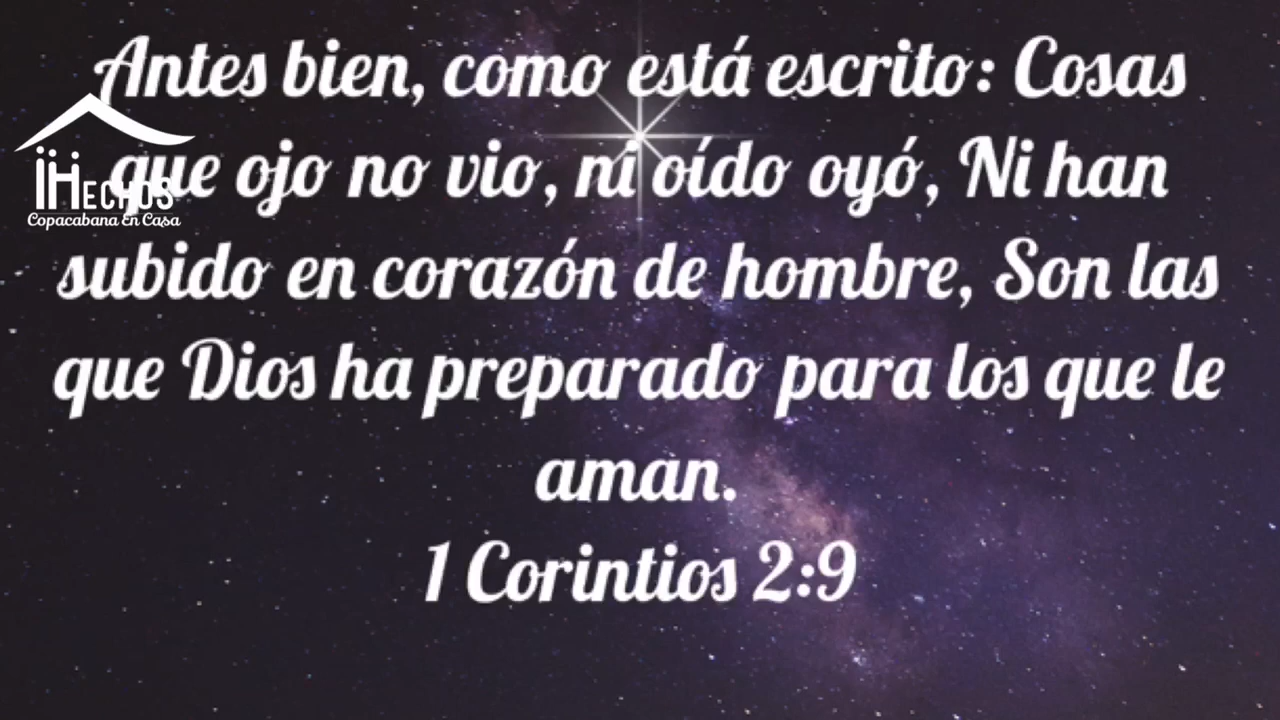 Antes bien, como está escrito: Cosas
que ojo no vio, ni oído oyó, Ni han
subido en corazón de hombre, Son las
que Dios ha preparado para los que le
aman.
1 Corintios 2:9
HECHOS
Copacabana En Casa